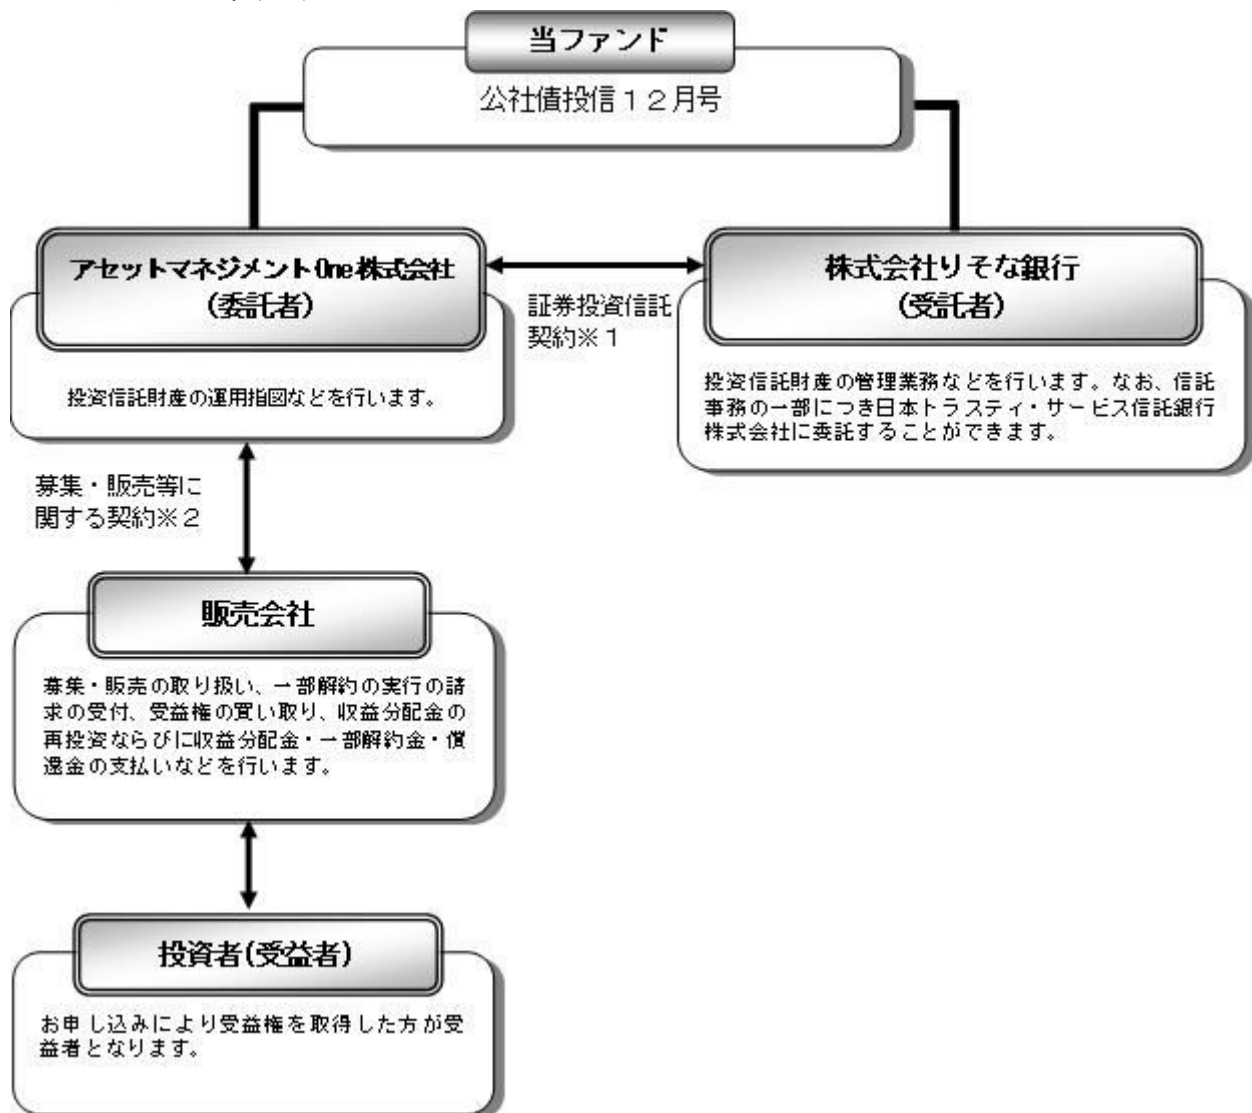 当ファンド
公社債投信１２月号
アセットマネジメントOne株式会社
(委託者)
投資信託財産の運用指図などを行います。
証券投資信託
契約※１
株式会社りそな銀行
(受託者)
投資信託財産の管理業務などを行います。なお、信託
事務の一部につき日本トラスティ・サービス信託銀行
株式会社に委託することができます。
募集・販売等に
関する契約※２
販売会社
募集・販売の取り扱い、一部解約の実行の請
求の受付、受益権の買い取り、収益分配金の
再投資ならびに収益分配金・一部解約金・償
還金の支払いなどを行います。
投資者(受益者)
お申し込みにより受益権を取得した方が受
益者となります。